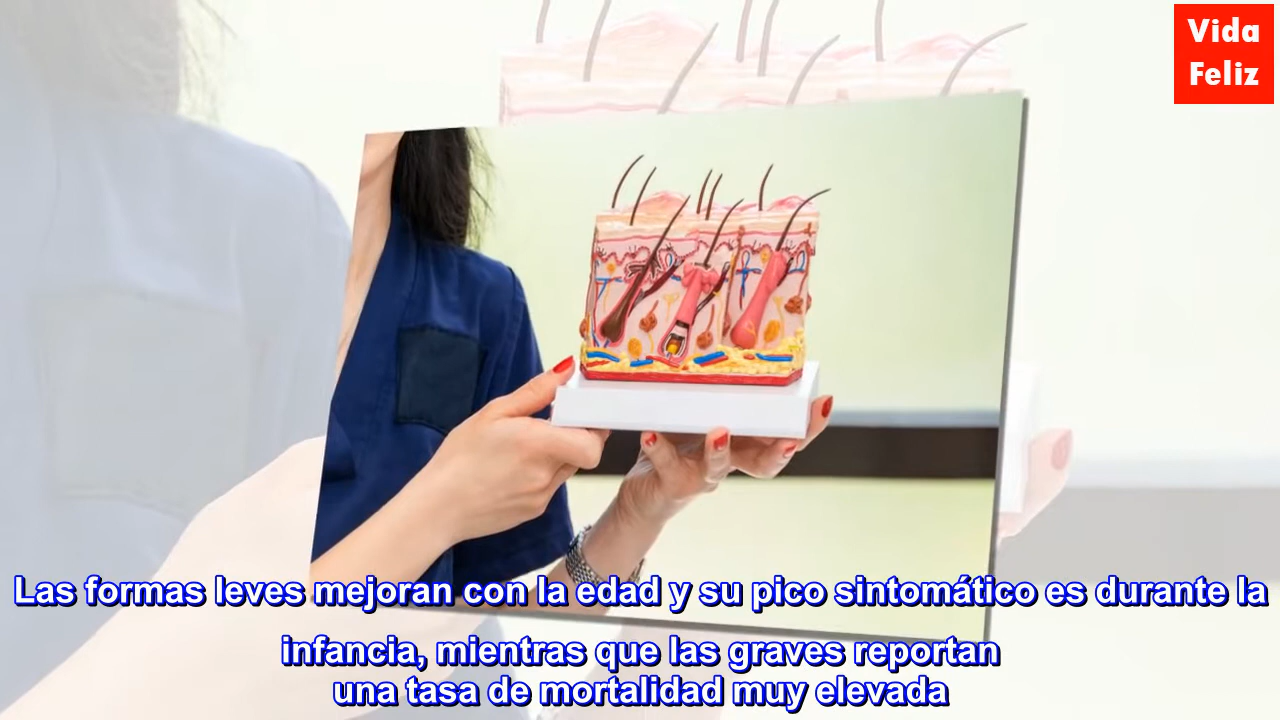 Vida
Feliz
Las formas leves mejoran con la edad y su pico sintomático es durante la
infancia, mientras que las graves reportan
una tasa de mortalidad muy elevada